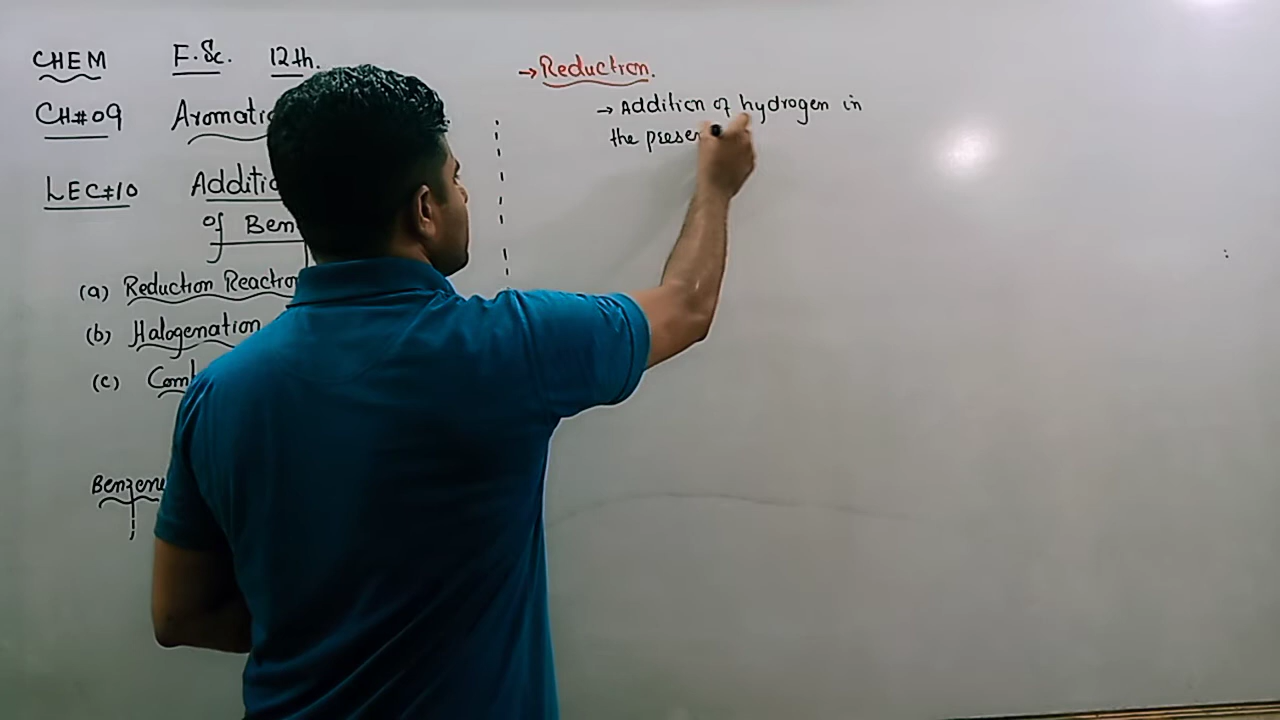 CHEM F.Sc. 12th.
CH#09 Aromatic
LEC#10 Additio
of Ben
(a) Reduction Reaction
(b) Halogenation
(c) Comb
Benzene
→ Reduction.
→ Addition of hydrogen in
the presen